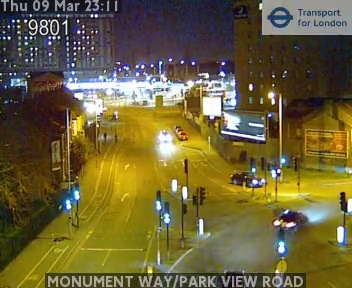 Thu 09 Mar 23:11
9801
Transport
for London
MONUMENT WAY/PARK VIEW ROAD